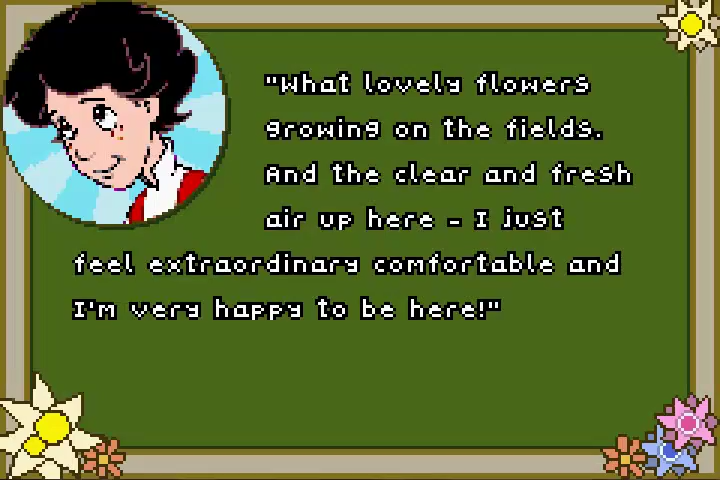 "What lovely flowers
growing on the fields.
And the clear and fresh
air up here - I just
feel extraordinary comfortable and
I'm very happy to be here!"